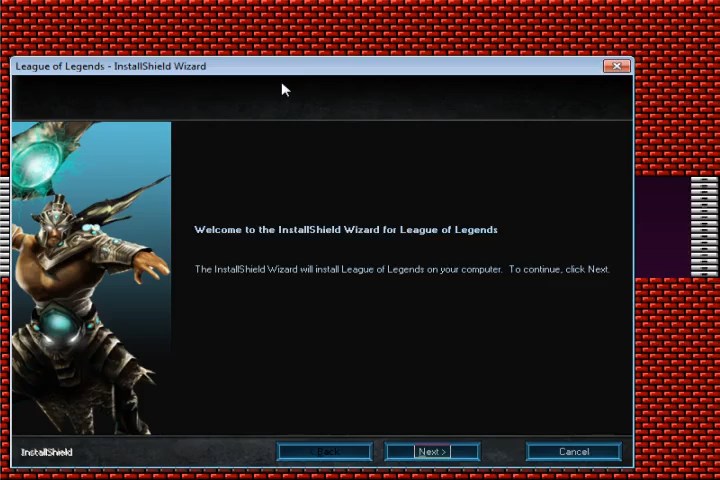 League of Legends - InstallShield Wizard
Welcome to the InstallShield Wizard for League of Legends
The InstallShield Wizard will install League of Legends on your computer. To continue, click Next.
InstallShield
< Back
Next >
Cancel